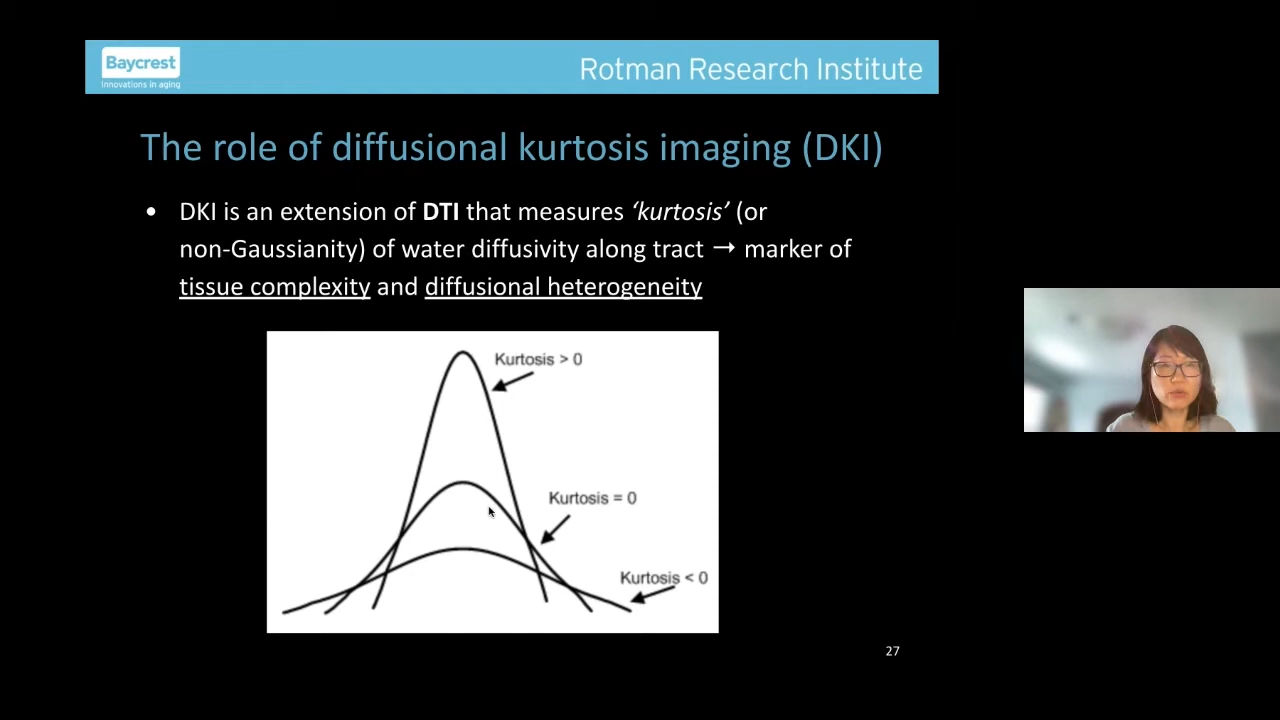 Baycrest
Innovations in aging
Rotman Research Institute
The role of diffusional kurtosis imaging (DKI)
• DKI is an extension of DTI that measures ‘kurtosis’ (or
non-Gaussianity) of water diffusivity along tract → marker of
tissue complexity and diffusional heterogeneity
Kurtosis > 0
Kurtosis = 0
Kurtosis < 0
27